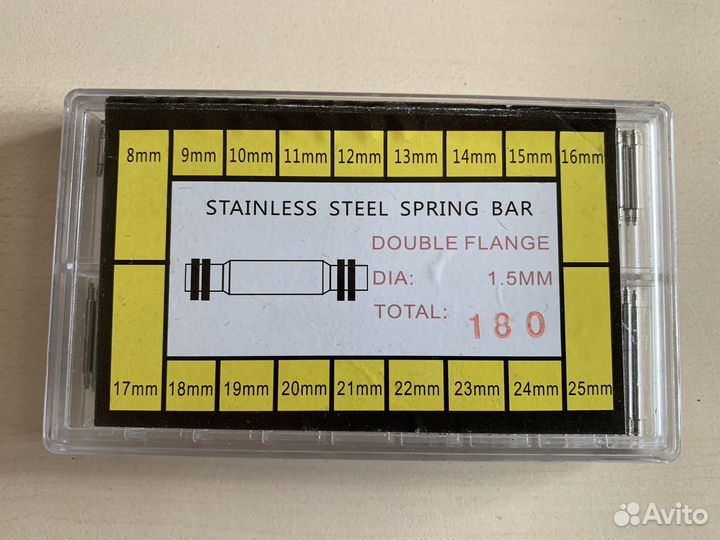 8mm 9mm 10mm 11mm 12mm 13mm 14mm 15mm 16mm
STAINLESS STEEL SPRING BAR
DOUBLE FLANGE
DIA: 1.5MM
TOTAL: 180
17mm 18mm 19mm 20mm 21mm 22mm 23mm 24mm 25mm
Avito